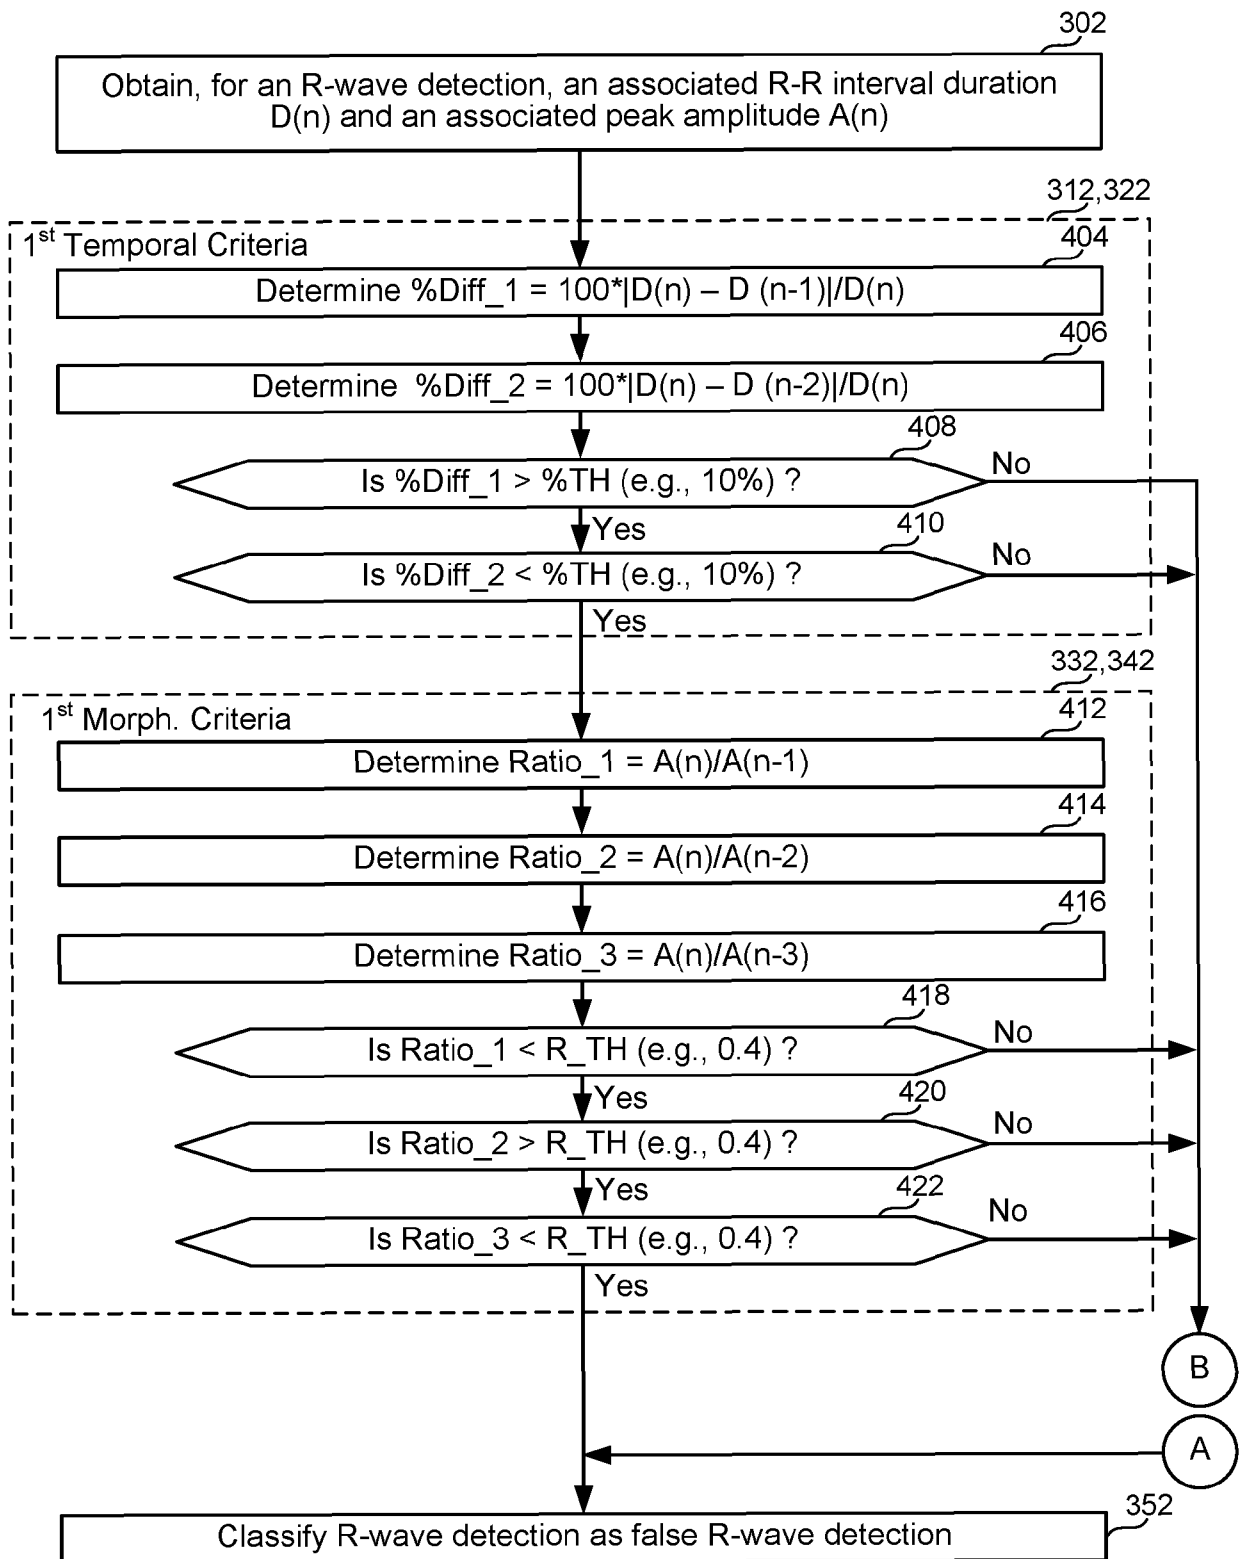 302
Obtain, for an R-wave detection, an associated R-R interval duration
D(n) and an associated peak amplitude A(n)
312,322
1st Temporal Criteria
404
Determine %Diff_1 = 100*|D(n) – D (n-1)|/D(n)
406
Determine %Diff_2 = 100*|D(n) – D (n-2)|/D(n)
408
Is %Diff_1 > %TH (e.g., 10%) ?
No
Yes
410
Is %Diff_2 < %TH (e.g., 10%) ?
No
Yes
332,342
1st Morph. Criteria
412
Determine Ratio_1 = A(n)/A(n-1)
414
Determine Ratio_2 = A(n)/A(n-2)
416
Determine Ratio_3 = A(n)/A(n-3)
418
Is Ratio_1 < R_TH (e.g., 0.4) ?
No
Yes
420
Is Ratio_2 > R_TH (e.g., 0.4) ?
No
Yes
422
Is Ratio_3 < R_TH (e.g., 0.4) ?
No
Yes
B
A
352
Classify R-wave detection as false R-wave detection